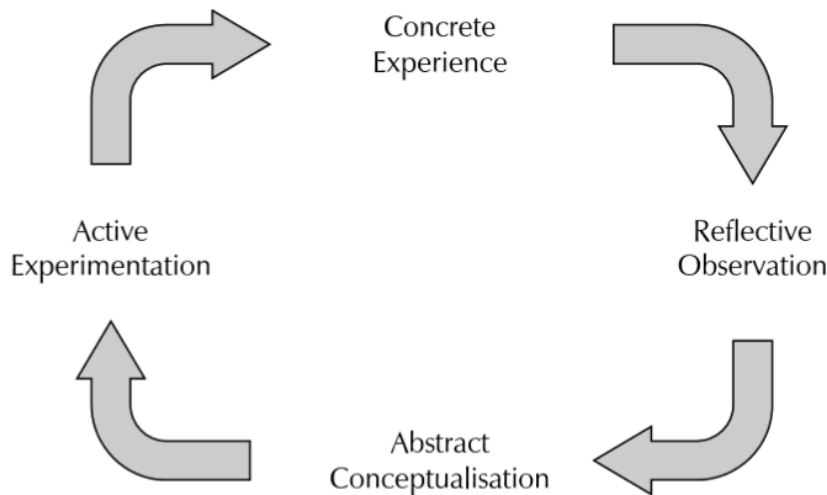 Concrete
Experience
Reflective
Observation
Abstract
Conceptualisation
Active
Experimentation